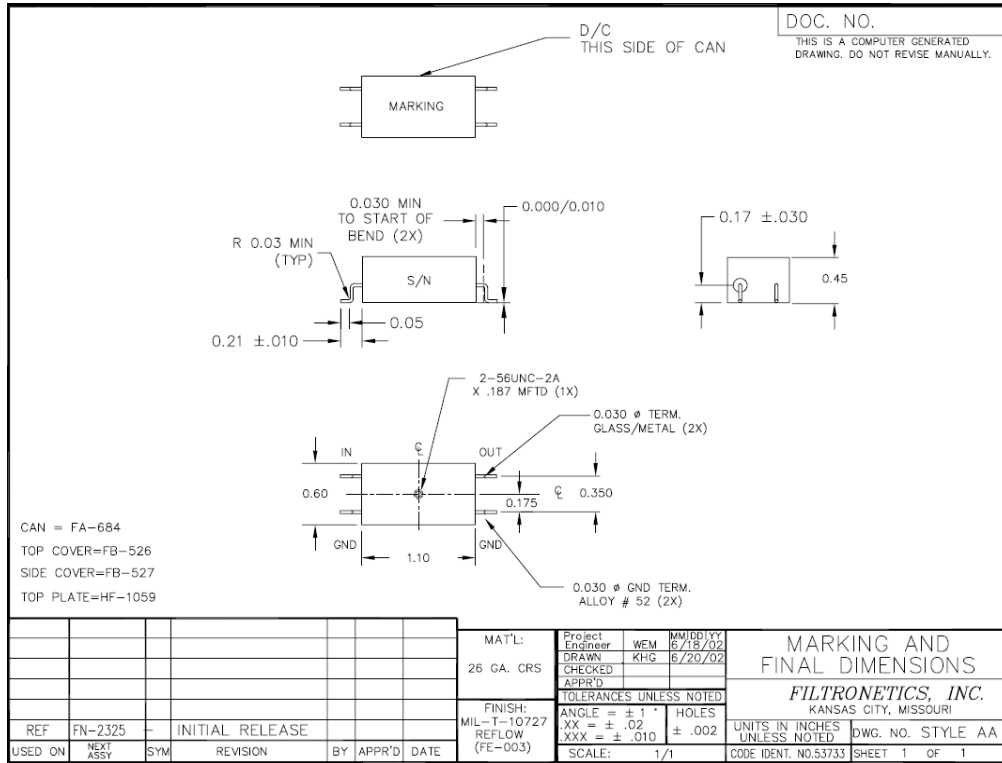 DOC. NO.
THIS IS A COMPUTER GENERATED
DRAWING. DO NOT REVISE MANUALLY.
D/C
THIS SIDE OF CAN
MARKING
0.030 MIN
TO START OF
BEND (2X)
0.000/0.010
R 0.03 MIN
(TYP)
S/N
0.05
0.21 ±.010
0.17 ±.030
0.45
2-56UNC-2A
X .187 MFTD (1X)
0.030 ø TERM.
GLASS/METAL (2X)
IN
℄
OUT
0.60
0.175
℄
0.350
GND
1.10
GND
0.030 ø GND TERM.
ALLOY # 52 (2X)
CAN = FA-684
TOP COVER=FB-526
SIDE COVER=FB-527
TOP PLATE=HF-1059
REF FN-2325 - INITIAL RELEASE
USED ON NEXT ASSY SYM REVISION BY APPR'D DATE
MAT'L:
26 GA. CRS
FINISH:
MIL-T-10727
REFLOW
(FE-003)
Project Engineer WEM MM|DD|YY 6/18/02
DRAWN KHG 6/20/02
CHECKED
APPR'D
TOLERANCES UNLESS NOTED
ANGLE = ± 1 °
.XX = ± .02
.XXX = ± .010
HOLES
± .002
SCALE: 1/1
MARKING AND
FINAL DIMENSIONS
FILTRONETICS, INC.
KANSAS CITY, MISSOURI
UNITS IN INCHES
UNLESS NOTED
DWG. NO. STYLE AA
CODE IDENT. NO.53733 SHEET 1 OF 1